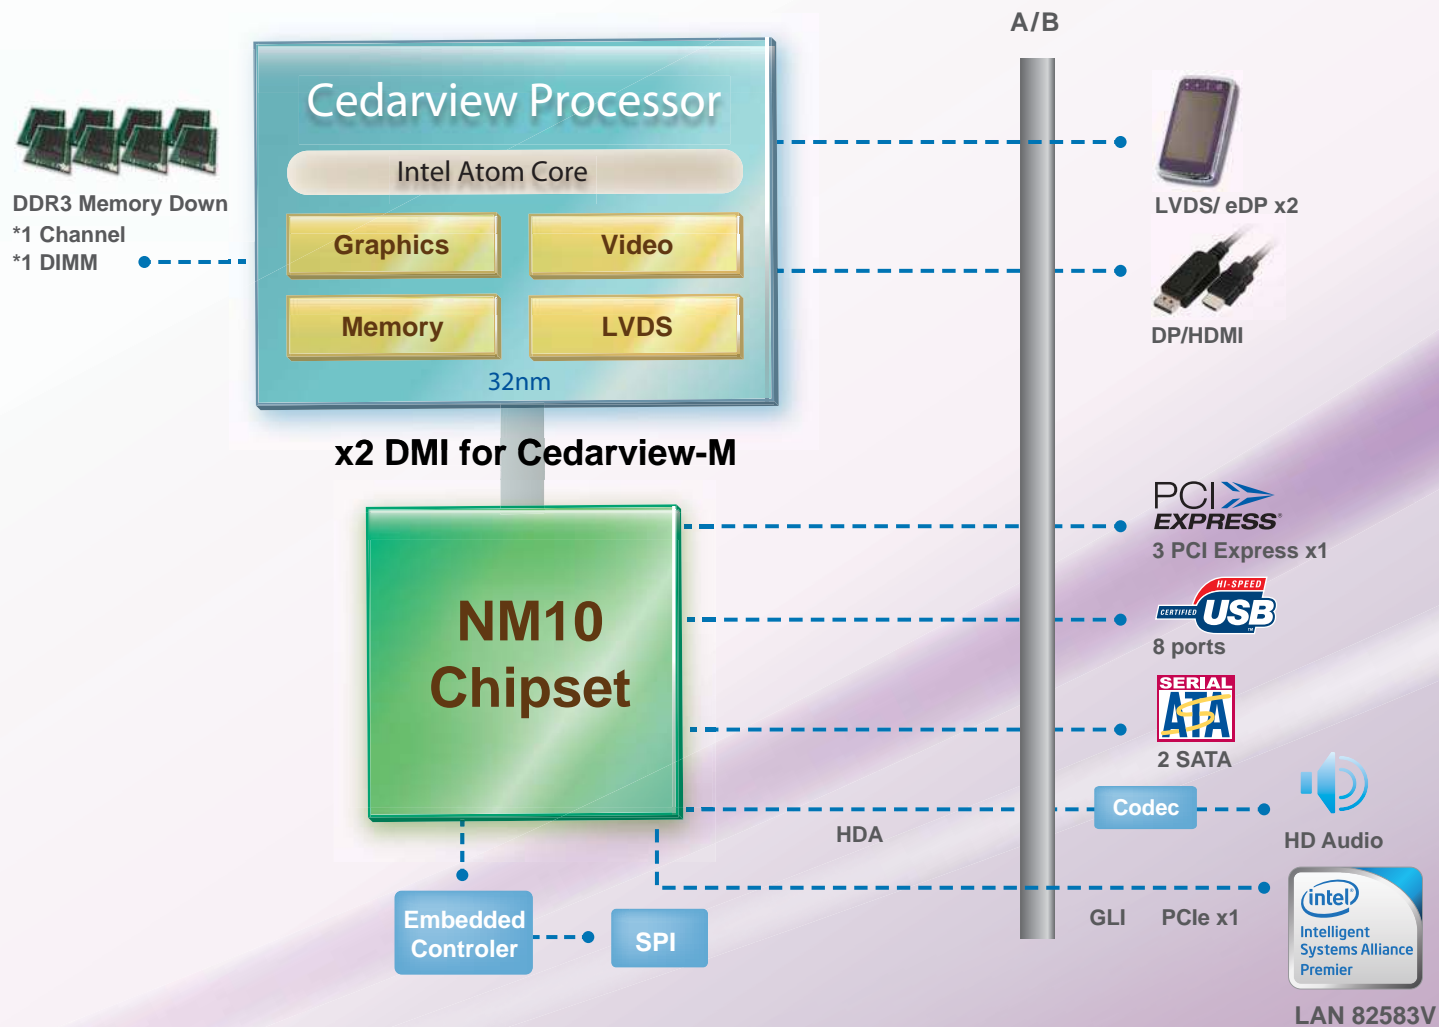 A/B
Cedarview Processor
Intel Atom Core
Graphics
Video
Memory
LVDS
32nm
DDR3 Memory Down
*1 Channel
*1 DIMM
LVDS/ eDP x2
DP/HDMI
x2 DMI for Cedarview-M
NM10
Chipset
PCI
EXPRESS®
3 PCI Express x1
HI-SPEED
CERTIFIED USB™
8 ports
SERIAL
ATA
2 SATA
Codec
HDA
HD Audio
Embedded
Controler
SPI
GLI PCIe x1
(intel)
Intelligent
Systems Alliance
Premier
LAN 82583V